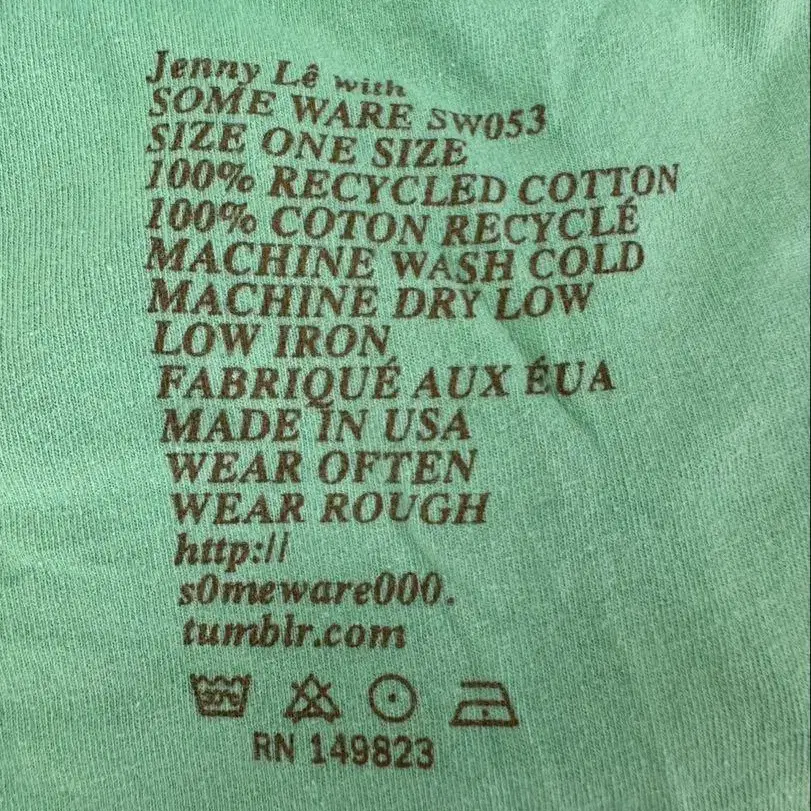 Jenny Lê with
SOME WARE SW053
SIZE ONE SIZE
100% RECYCLED COTTON
100% COTON RECYCLÉ
MACHINE WASH COLD
MACHINE DRY LOW
LOW IRON
FABRIQUÉ AUX ÉUA
MADE IN USA
WEAR OFTEN
WEAR ROUGH
http://
s0meware000.
tumblr.com
30°C
RN 149823